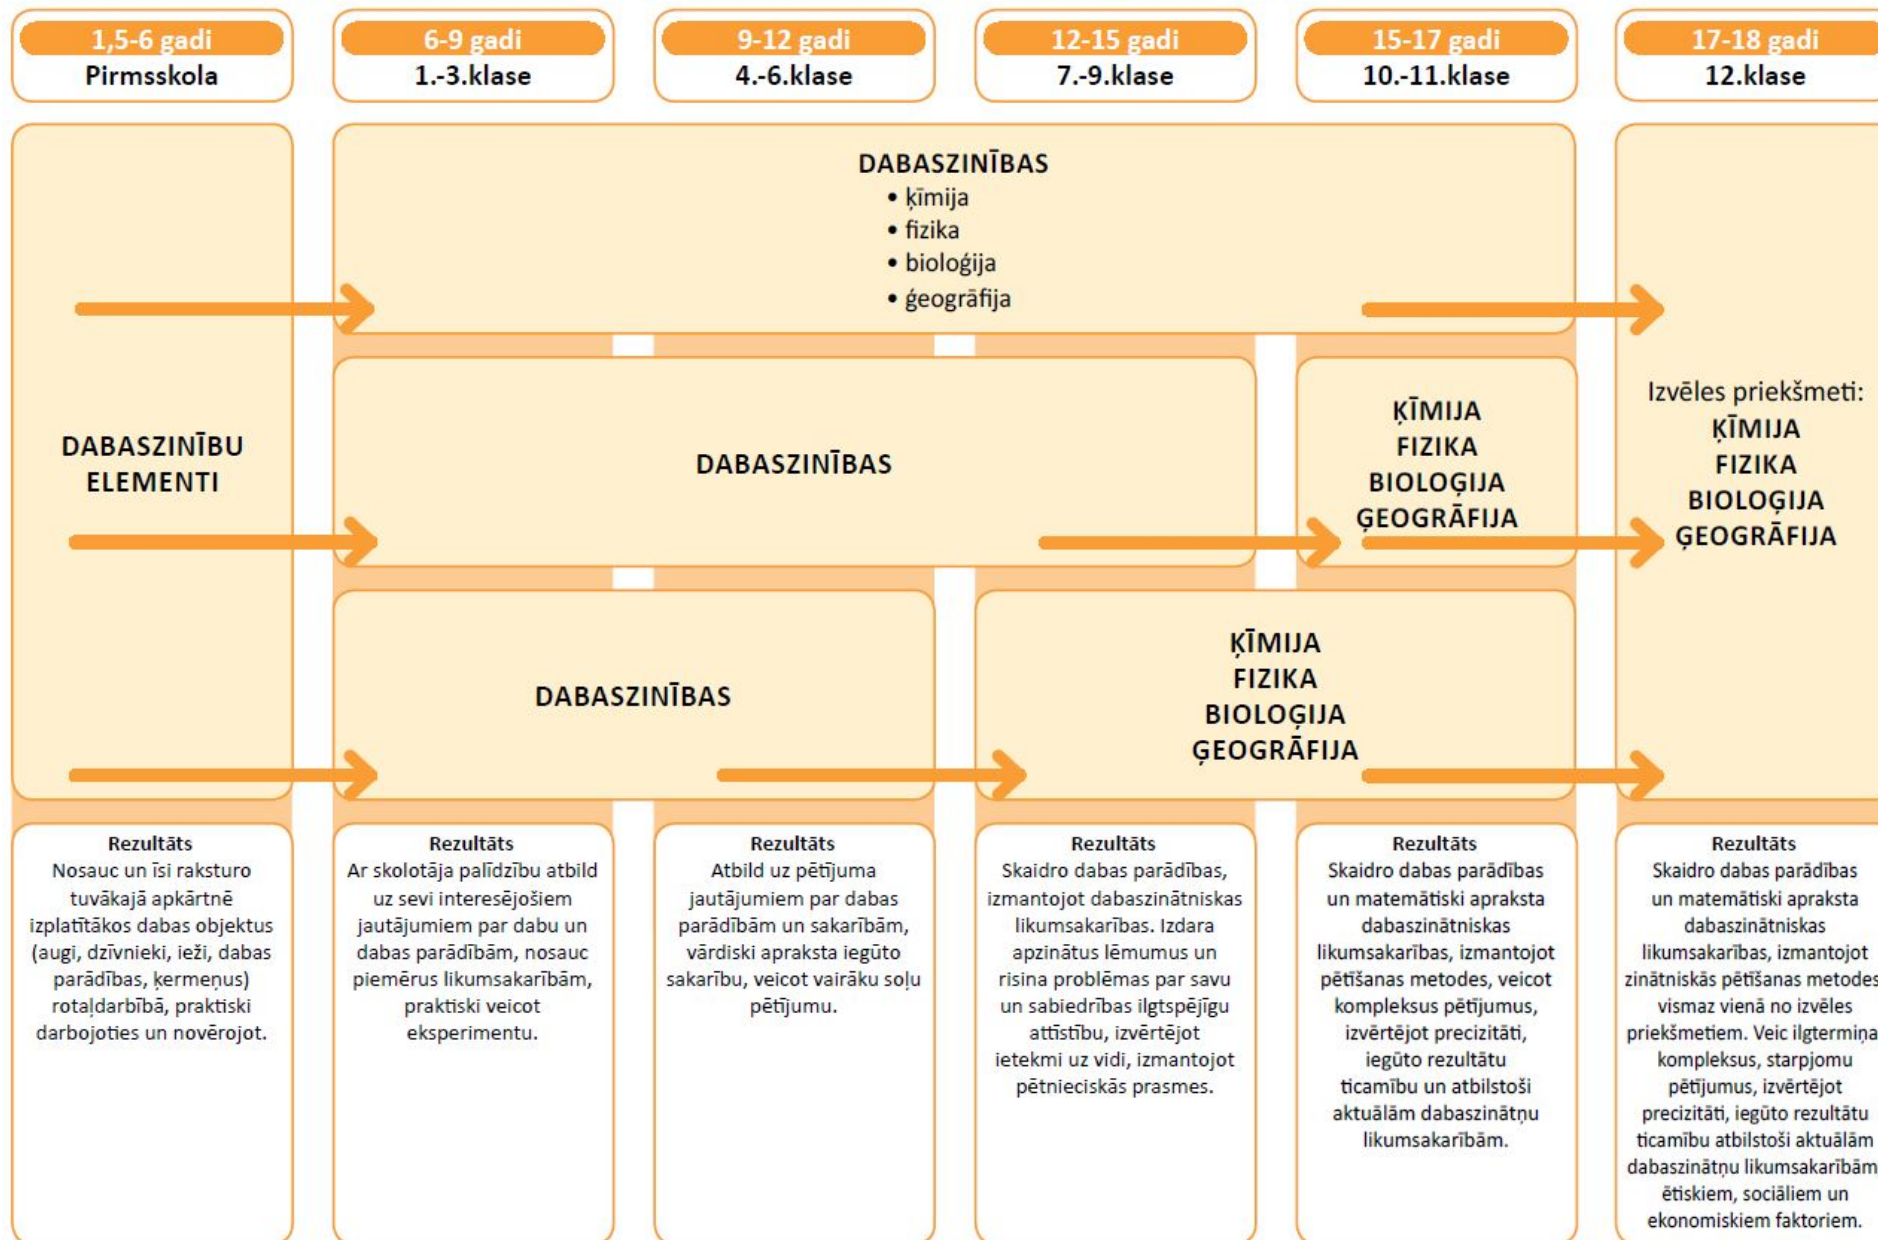 1,5-6 gadi
Pirmsskola
6-9 gadi
1.-3.klase
9-12 gadi
4.-6.klase
12-15 gadi
7.-9.klase
15-17 gadi
10.-11.klase
17-18 gadi
12.klase
DABASZINĪBU
ELEMENTI
DABASZINĪBAS
• ķīmija
• fizika
• bioloģija
• ģeogrāfija
DABASZINĪBAS
ĶĪMIJA
FIZIKA
BIOLOĢIJA
ĢEOGRĀFIJA
DABASZINĪBAS
ĶĪMIJA
FIZIKA
BIOLOĢIJA
ĢEOGRĀFIJA
Izvēles priekšmeti:
ĶĪMIJA
FIZIKA
BIOLOĢIJA
ĢEOGRĀFIJA
Rezultāts
Nosauc un īsi raksturo
tuvākajā apkārtnē
izplatītākos dabas objektus
(augi, dzīvnieki, ieži, dabas
parādības, ķermeņus)
rotaļdarbībā, praktiski
darbojoties un novērojot.
Rezultāts
Ar skolotāja palīdzību atbild
uz sevi interesējošiem
jautājumiem par dabu un
dabas parādībām, nosauc
piemērus likumsakarībām,
praktiski veicot
eksperimentu.
Rezultāts
Atbild uz pētījuma
jautājumiem par dabas
parādībām un sakarībām,
vārdiski apraksta iegūto
sakarību, veicot vairāku soļu
pētījumu.
Rezultāts
Skaidro dabas parādības,
izmantojot dabaszinātniskas
likumsakarības. Izdara
apzinātus lēmumus un
risina problēmas par savu
un sabiedrības ilgtspējīgu
attīstību, izvērtējot
ietekmi uz vidi, izmantojot
pētnieciskās prasmes.
Rezultāts
Skaidro dabas parādības
un matemātiski apraksta
dabaszinātniskas
likumsakarības, izmantojot
pētīšanas metodes, veicot
kompleksus pētījumus,
izvērtējot precizitāti,
iegūto rezultātu
ticamību un atbilstoši
aktuālām dabaszinātņu
likumsakarībām.
Rezultāts
Skaidro dabas parādības
un matemātiski apraksta
dabaszinātniskas
likumsakarības, izmantojot
zinātniskās pētīšanas metodes
vismaz vienā no izvēles
priekšmetiem. Veic ilgtermiņa
kompleksus, starpjomu
pētījumus, izvērtējot
precizitāti, iegūto rezultātu
ticamību atbilstoši aktuālām
dabaszinātņu likumsakarībām
ētiskiem, sociāliem un
ekonomiskiem faktoriem.